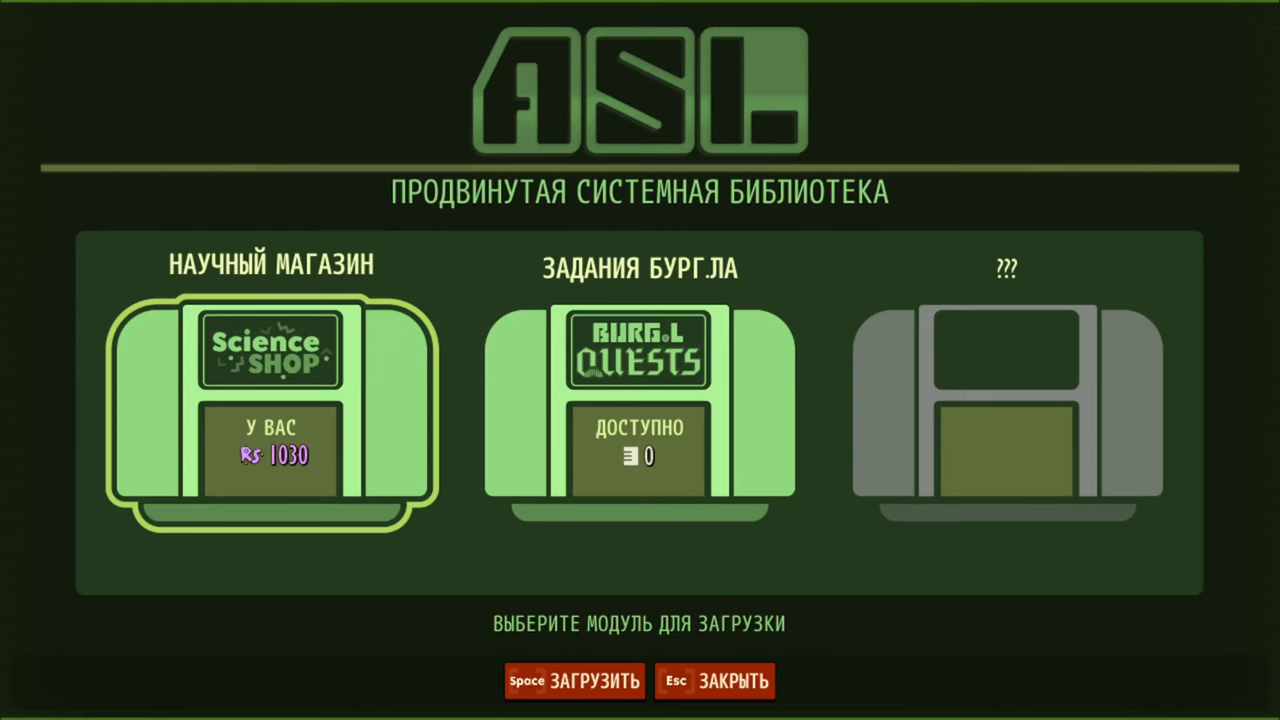 ASL
ПРОДВИНУТАЯ СИСТЕМНАЯ БИБЛИОТЕКА
НАУЧНЫЙ МАГАЗИН
Science
SHOP
У ВАС
Rs 1030
ЗАДАНИЯ БУРГ.ЛА
BURG.L
QUESTS
ДОСТУПНО
0
???
ВЫБЕРИТЕ МОДУЛЬ ДЛЯ ЗАГРУЗКИ
Space ЗАГРУЗИТЬ Esc ЗАКРЫТЬ